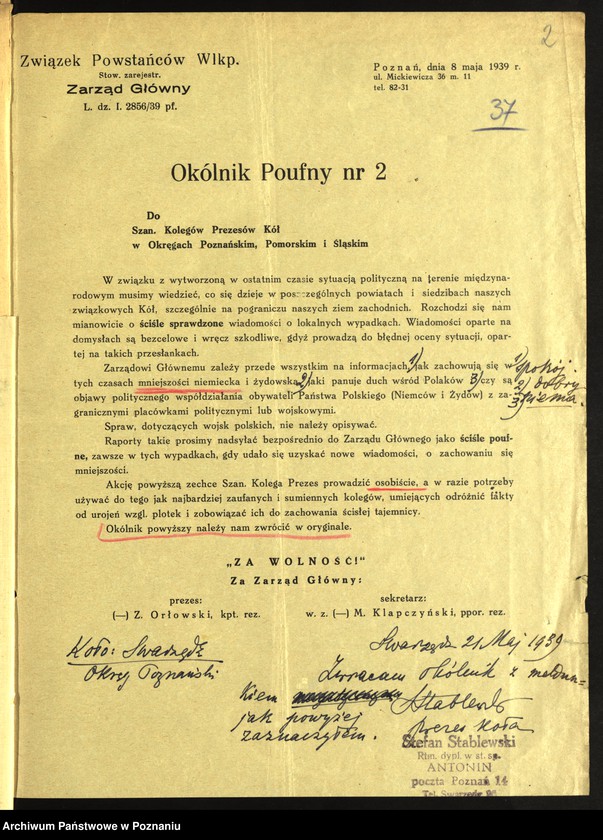 2
Związek Powstańców Wlkp.
Stow. zarejestr.
Zarząd Główny
L. dz. I. 2856/39 pf.
Poznań, dnia 8 maja 1939 r.
ul. Mickiewicza 36 m. 11
tel. 82-31
37
Okólnik Poufny nr 2
Do
Szan. Kolegów Prezesów Kół
w Okręgach Poznańskim, Pomorskim i Śląskim
W związku z wytworzoną w ostatnim czasie sytuacją polityczną na terenie międzyna-
rodowym musimy wiedzieć, co się dzieje w poszczególnych powiatach i siedzibach naszych
związkowych Kół, szczególnie na pograniczu naszych ziem zachodnich. Rozchodzi się nam
mianowicie o ściśle sprawdzone wiadomości o lokalnych wypadkach. Wiadomości oparte na
domysłach są bezcelowe i wręcz szkodliwe, gdyż prowadzą do błędnej oceny sytuacji, opar-
tej na takich przesłankach.
Zarządowi Głównemu zależy przede wszystkim na informacjach, 1) jak zachowują się w 1) spokój.
tych czasach mniejszości niemiecka i żydowska, 2) jaki panuje duch wśród Polaków 3) czy są 2) dobry
objawy politycznego współdziałania obywateli Państwa Polskiego (Niemców i Żydów) z za- 3) niema.
granicznymi placówkami politycznymi lub wojskowym.
Spraw, dotyczących wojsk polskich, nie należy opisywać.
Raporty takie prosimy nadsyłać bezpośrednio do Zarządu Głównego jako ściśle pouf-
ne, zawsze w tych wypadkach, gdy udało się uzyskać nowe wiadomości, o zachowaniu się
mniejszości.
Akcję powyższą zechce Szan. Kolega Prezes prowadzić osobiście, a w razie potrzeby
używać do tego jak najbardziej zaufanych i sumiennych kolegów, umiejących odróżnić fakty
od urojeń wzgl. plotek i zobowiązać ich do zachowania ścisłej tajemnicy.
Okólnik powyższy należy nam zwrócić w oryginale.
„ZA WOLNOŚĆ!"
Za Zarząd Główny:
prezes:
(—) Z. Orłowski, kpt. rez.
sekretarz:
w. z. (—) M. Klapczyński, ppor. rez.
Koło: Swarzędz
Okręg Poznański
Swarzędz 21 Maj 1939
Zwracam okólnik z meldun=
kiem
jak powyżej
zaznaczyłem.
Stablewski
prezes Koła
Stefan Stablewski
Rtm. dypl. w st. sp.
ANTONIN
poczta Poznań 14
Tel. Swarzędz
Archiwum Państwowe w Poznaniu